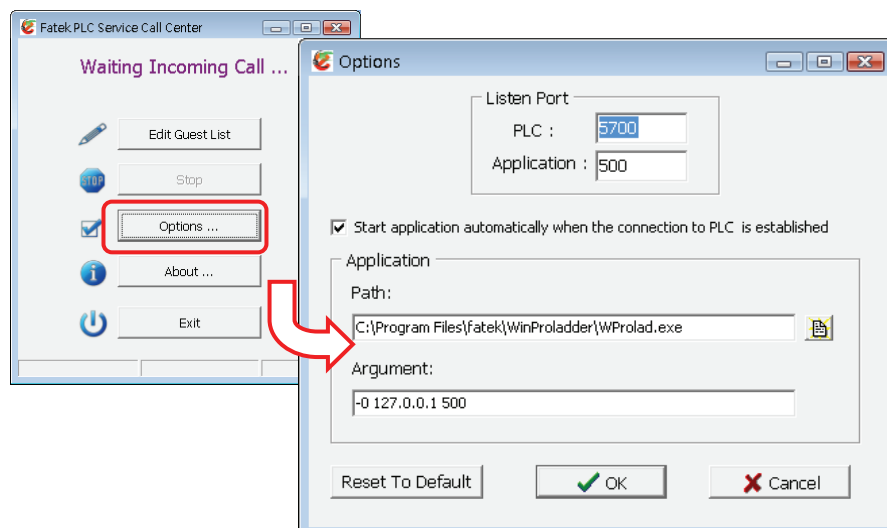 Fatek PLC Service Call Center
Waiting Incoming Call ...
Edit Guest List
STOP
Stop
Options ...
About ...
Exit
Options
Listen Port
PLC :
5700
Application :
500
Start application automatically when the connection to PLC is established
Application
Path:
C:\Program Files\fatek\WinProladder\WProlad.exe
Argument:
-0 127.0.0.1 500
Reset To Default
OK
Cancel